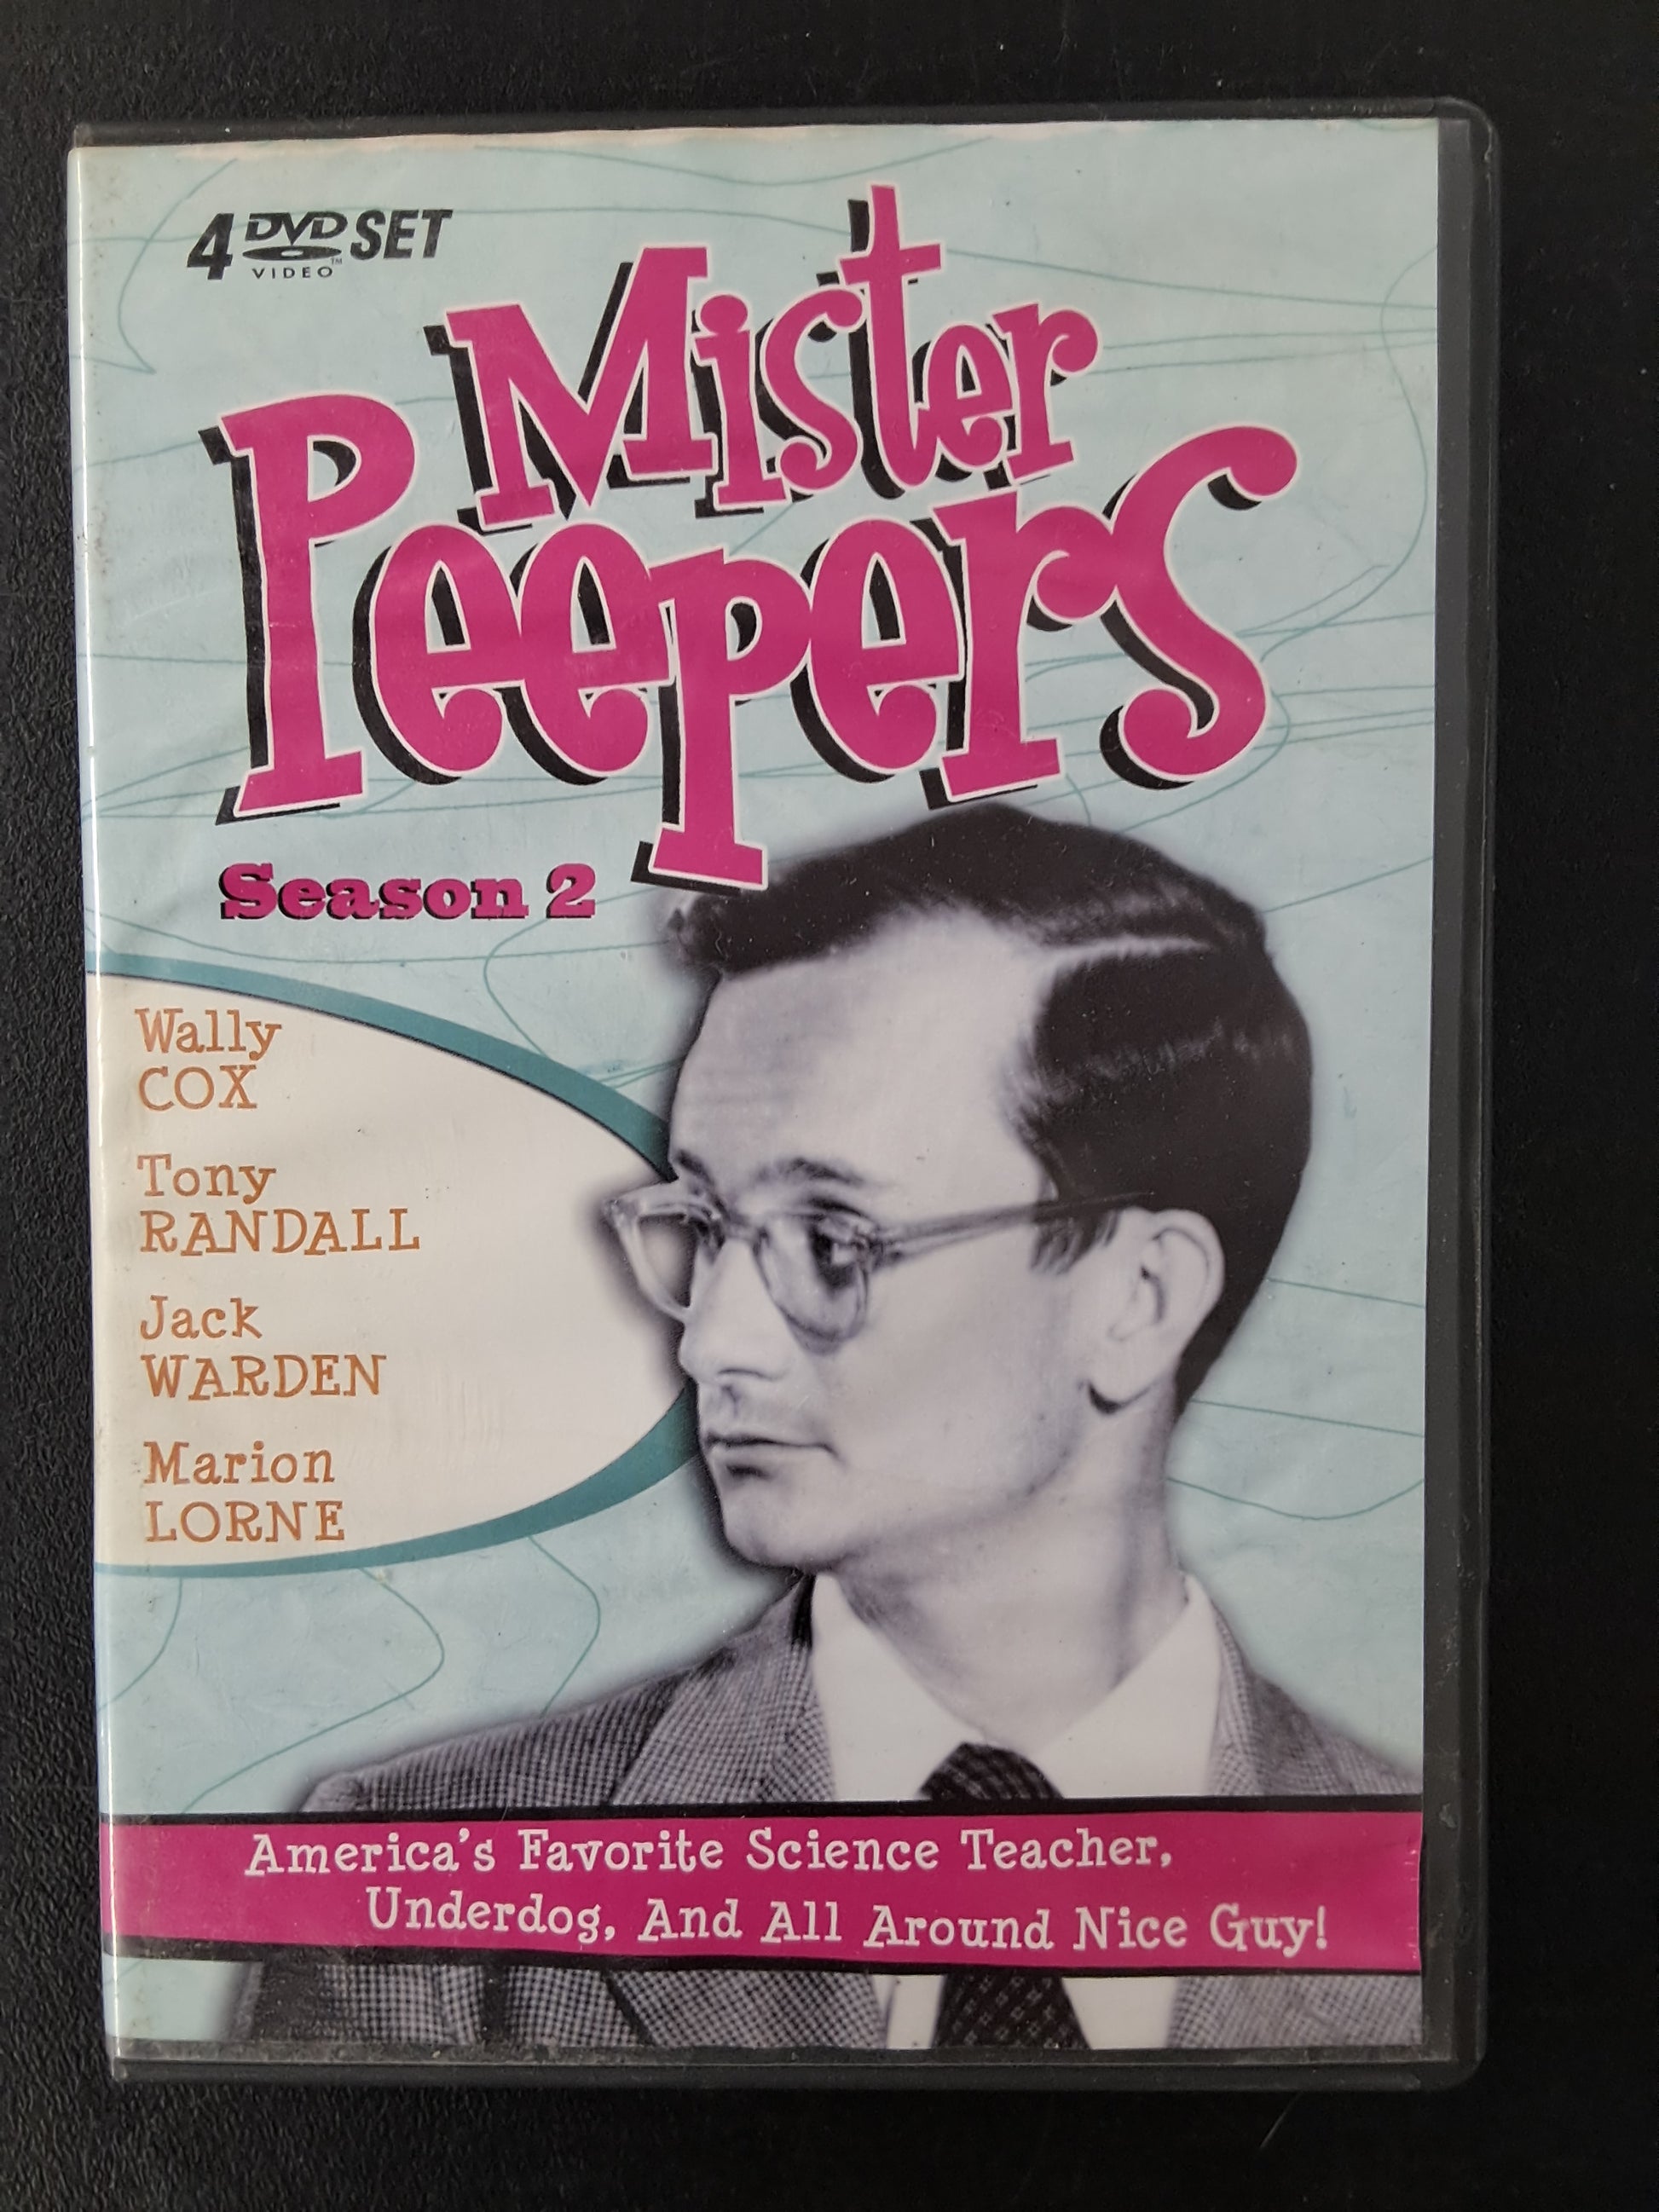 4 DVD SET
VIDEO™
Mister
Peepers
Season 2
Wally
COX
Tony
RANDALL
Jack
WARDEN
Marion
LORNE
America's Favorite Science Teacher,
Underdog, And All Around Nice Guy!